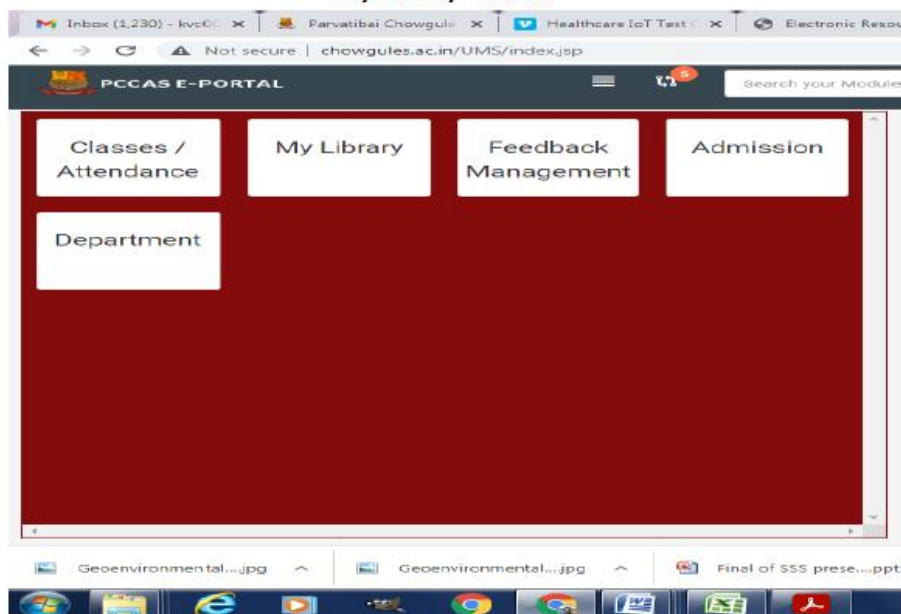 Inbox (1,230) - kvc00
Parvatibai Chowgule
Healthcare IoT Test C
Electronic Resou
Not secure | chowgules.ac.in/UMS/index.jsp
PCCAS E-PORTAL
5
Search your Module
Classes /
Attendance
My Library
Feedback
Management
Admission
Department
Geoenvironmental....jpg
Geoenvironmental....jpg
Final of SSS prese....ppt